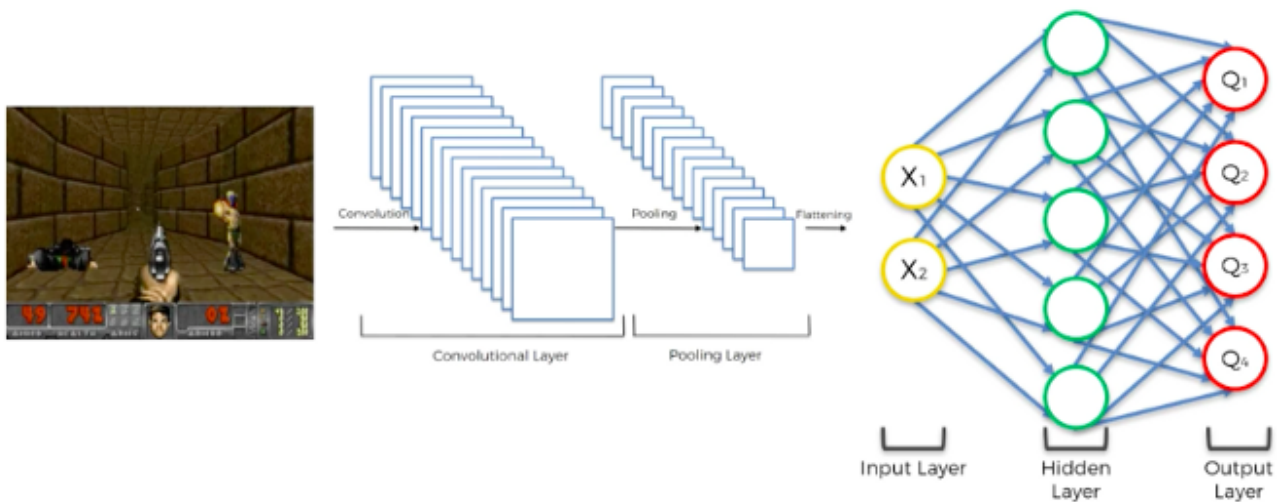 Convolution
Pooling
Flattening
Convolutional Layer
Pooling Layer
X1
X2
Q1
Q2
Q3
Q4
Input Layer
Hidden
Layer
Output
Layer